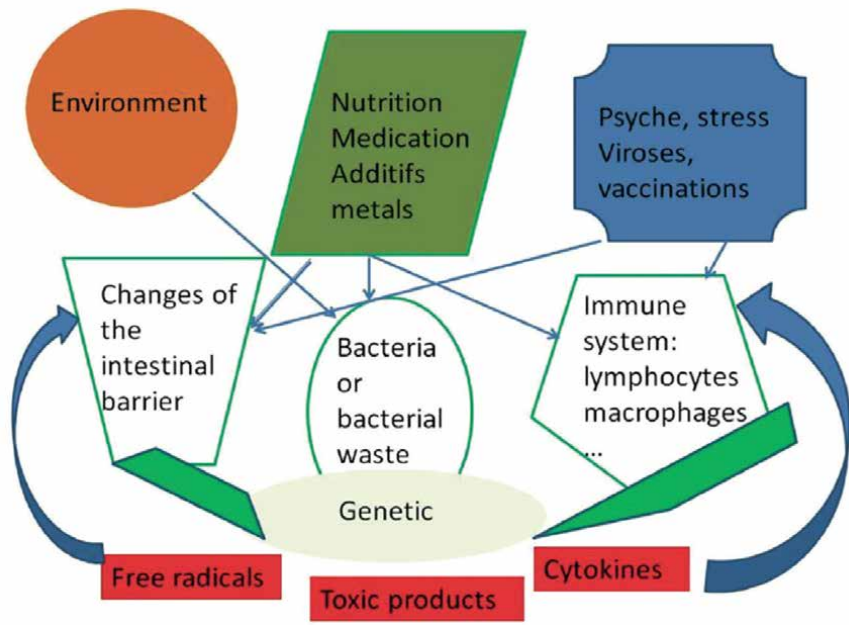 Environment
Nutrition
Medication
Additifs
metals
Psyche, stress
Viroses,
vaccinations
Changes of
the
intestinal
barrier
Bacteria
or
bacterial
waste
Immune
system:
lymphocytes
macrophages
...
Genetic
Free radicals
Toxic products
Cytokines